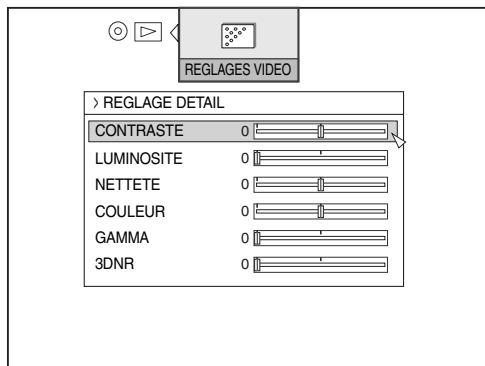 REGLAGES VIDEO
> REGLAGE DETAIL
CONTRASTE 0
LUMINOSITE 0
NETTETE 0
COULEUR 0
GAMMA 0
3DNR 0